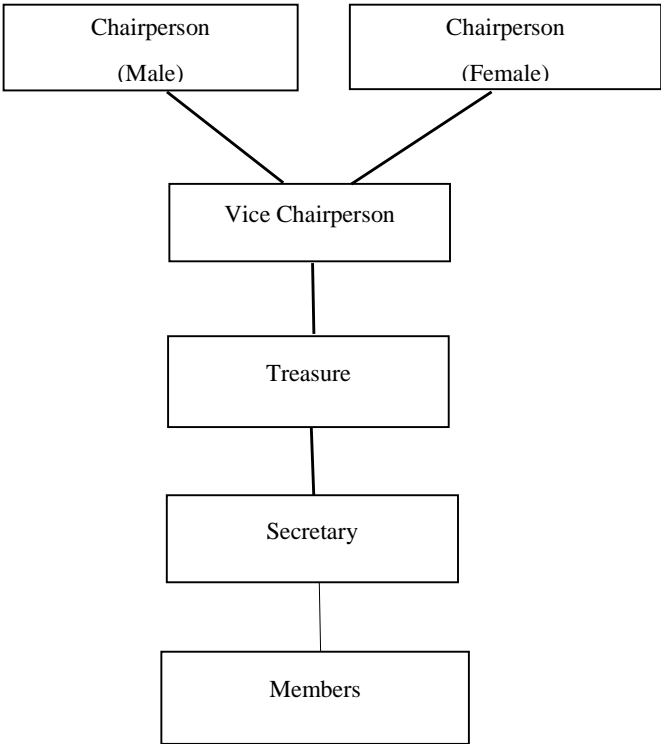 Chairperson
(Male)
Chairperson
(Female)
Vice Chairperson
Treasure
Secretary
Members